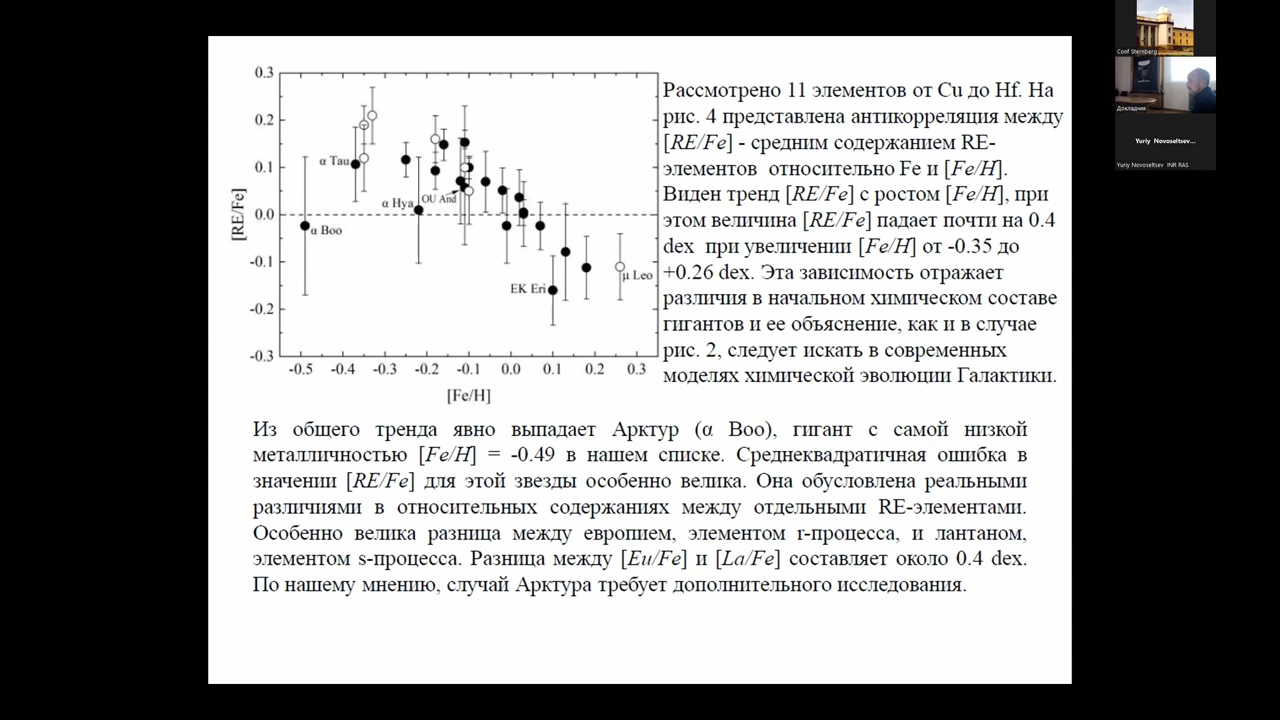 Conf Sternberg
Докладчик
Yuriy Novoseltsev...
Yuriy Novoseltsev INR RAS
0.3
0.2
0.1
0.0
-0.1
-0.2
-0.3
[RE/Fe]
α Tau
α Hya
OU And
α Boo
EK Eri
μ Leo
-0.5 -0.4 -0.3 -0.2 -0.1 0.0 0.1 0.2 0.3
[Fe/H]
Рассмотрено 11 элементов от Cu до Hf. На
рис. 4 представлена антикорреляция между
[RE/Fe] - средним содержанием RE-
элементов относительно Fe и [Fe/H].
Виден тренд [RE/Fe] с ростом [Fe/H], при
этом величина [RE/Fe] падает почти на 0.4
dex при увеличении [Fe/H] от -0.35 до
+0.26 dex. Эта зависимость отражает
различия в начальном химическом составе
гигантов и ее объяснение, как и в случае
рис. 2, следует искать в современных
моделях химической эволюции Галактики.
Из общего тренда явно выпадает Арктур (α Boo), гигант с самой низкой
металличностью [Fe/H] = -0.49 в нашем списке. Среднеквадратичная ошибка в
значении [RE/Fe] для этой звезды особенно велика. Она обусловлена реальными
различиями в относительных содержаниях между отдельными RE-элементами.
Особенно велика разница между европием, элементом r-процесса, и лантаном,
элементом s-процесса. Разница между [Eu/Fe] и [La/Fe] составляет около 0.4 dex.
По нашему мнению, случай Арктура требует дополнительного исследования.